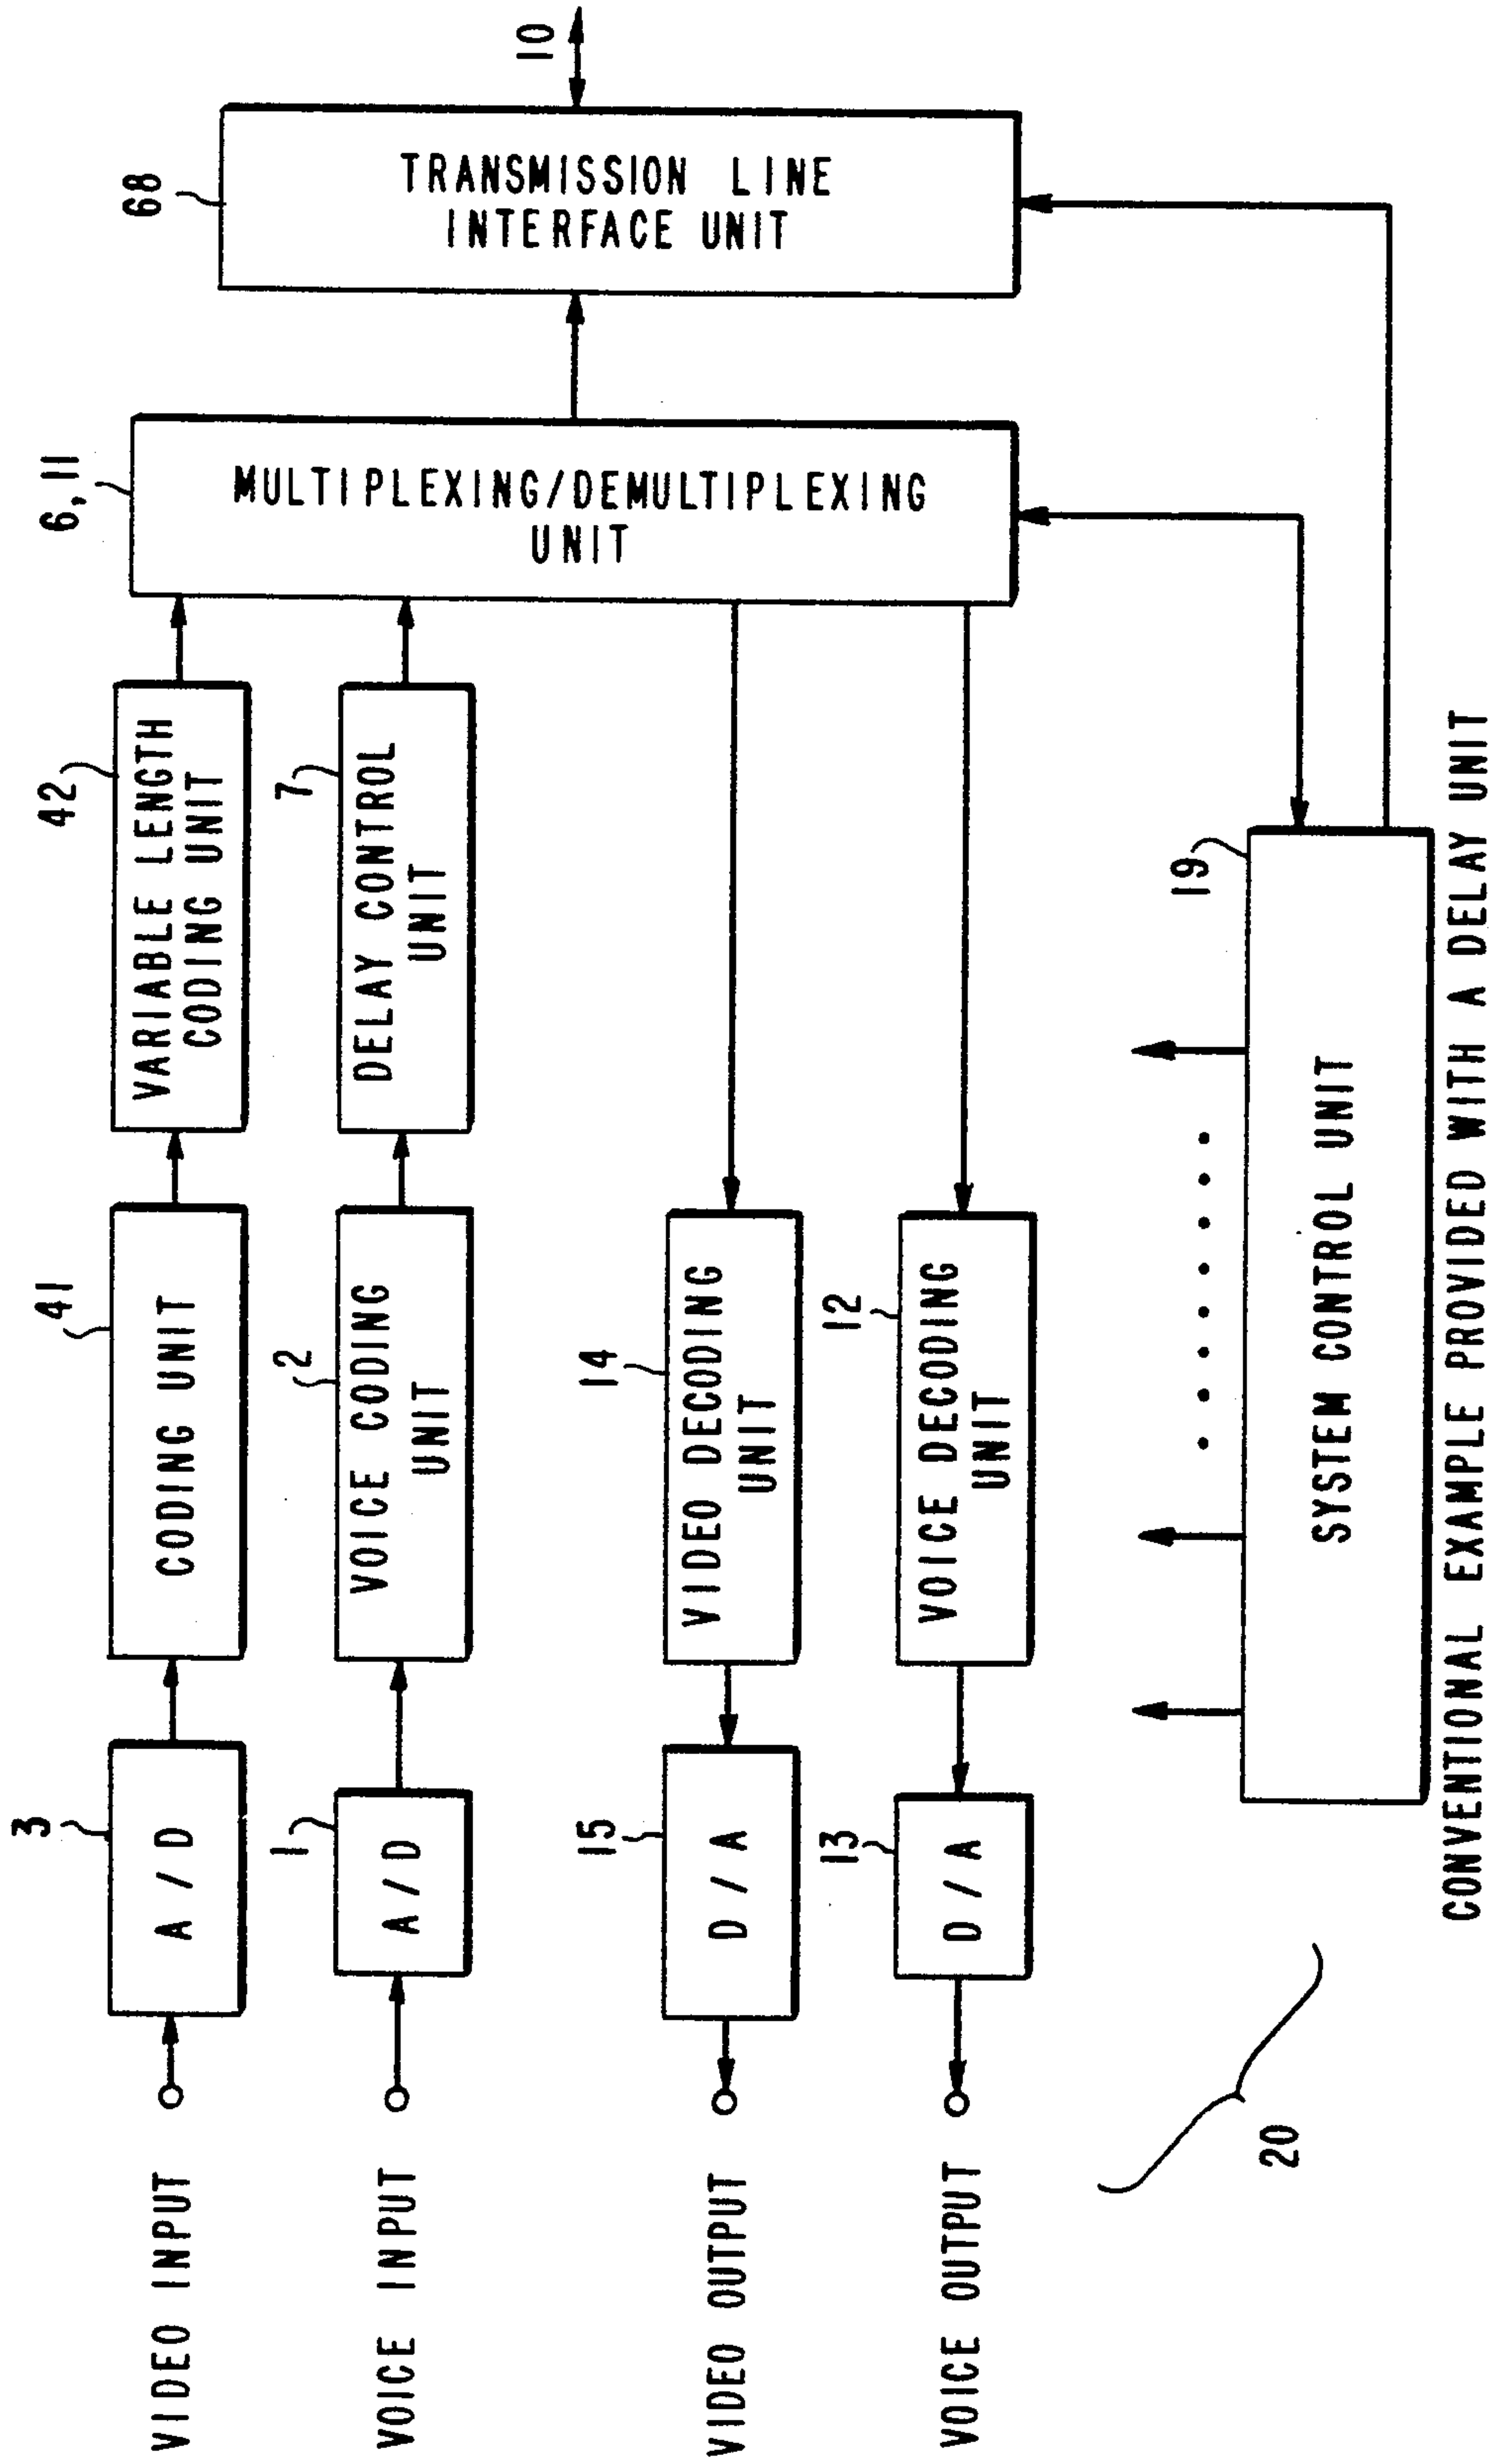 VIDEO INPUT
3
A/D
41
CODING UNIT
42
VARIABLE LENGTH
CODING UNIT
VOICE INPUT
1
A/D
2
VOICE CODING
UNIT
7
DELAY CONTROL
UNIT
6, 11
MULTIPLEXING/DEMULTIPLEXING
UNIT
68
TRANSMISSION LINE
INTERFACE UNIT
10
VIDEO OUTPUT
15
D/A
14
VIDEO DECODING
UNIT
VOICE OUTPUT
13
D/A
12
VOICE DECODING
UNIT
20
19
SYSTEM CONTROL UNIT
CONVENTIONAL EXAMPLE PROVIDED WITH A DELAY UNIT